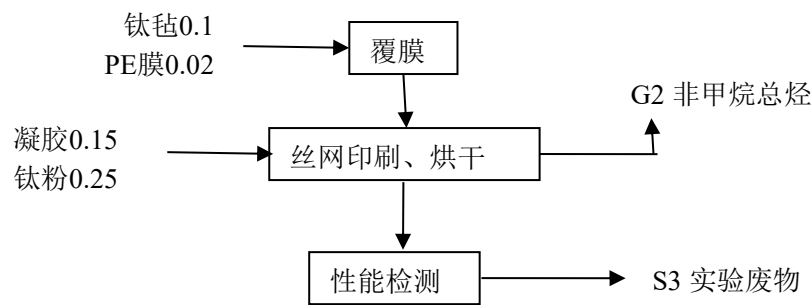 钛毡0.1
PE膜0.02
覆膜
G2 非甲烷总烃
凝胶0.15
钛粉0.25
丝网印刷、烘干
性能检测
S3 实验废物